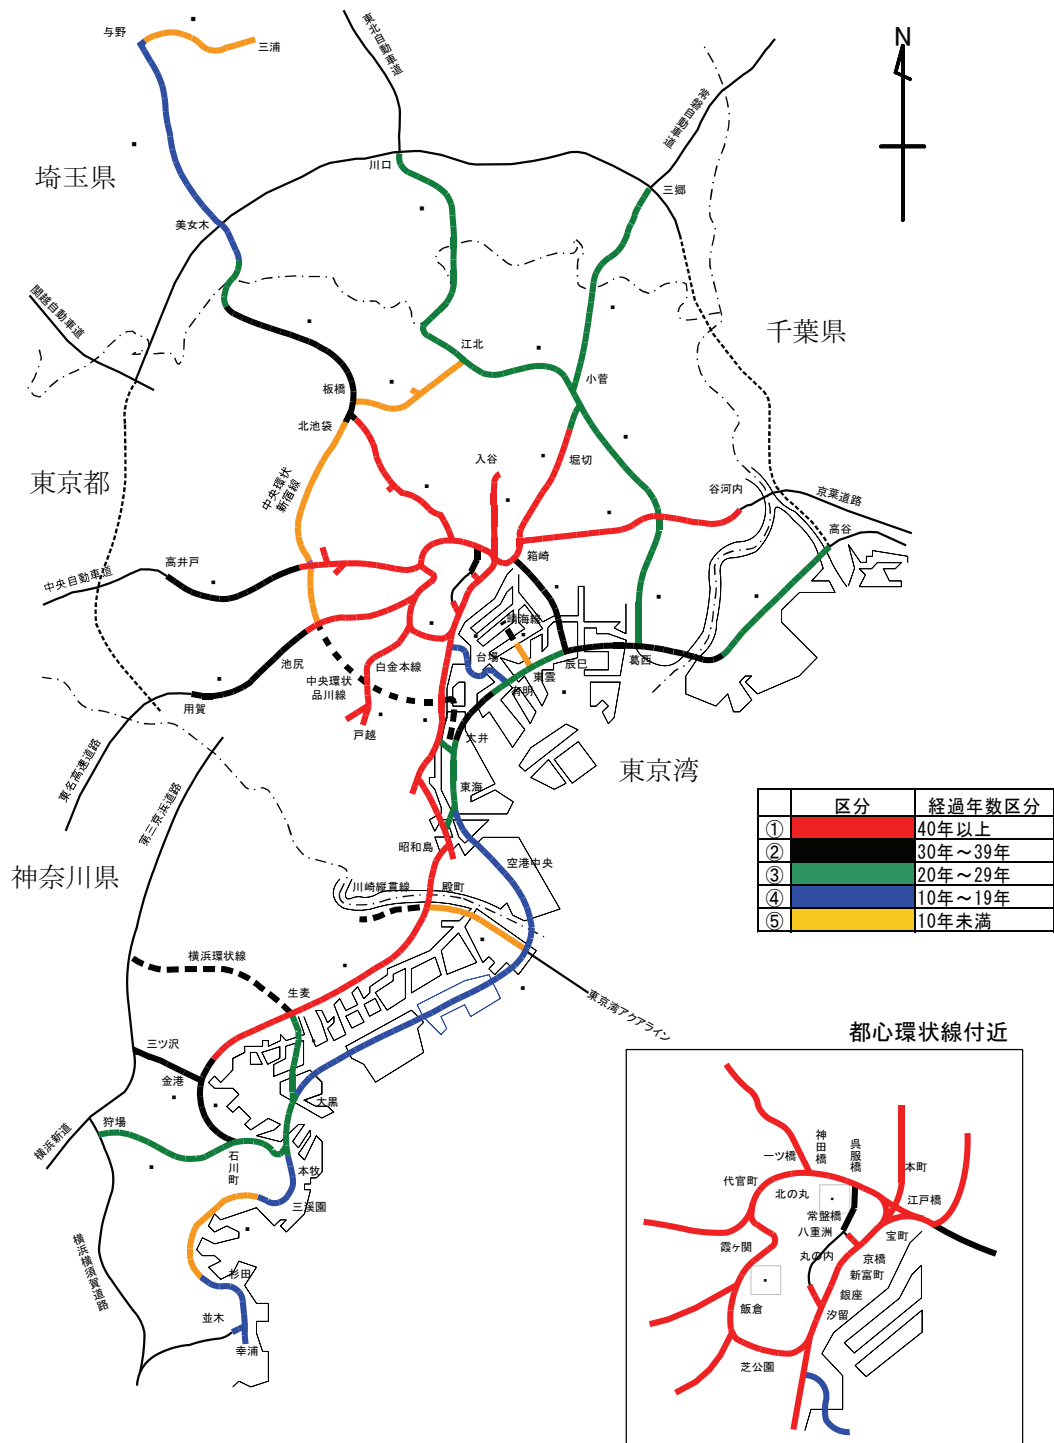 与野
三浦
東北自動車道
N
常磐自動車道
川口
三郷
埼玉県
美女木
関越自動車道
千葉県
江北
小菅
板橋
北池袋
東京都
入谷
堀切
中央環状
新宿線
谷河内
京葉道路
高谷
箱崎
高井戸
中央自動車道
晴海線
池尻
白金本線
台場
辰巳
葛西
東雲
中央環状
品川線
有明
用賀
戸越
大井
東名高速道路
東京湾
第三京浜道路
東海
区分
経過年数区分
① 40年以上
② 30年～39年
③ 20年～29年
④ 10年～19年
⑤ 10年未満
昭和島
空港中央
神奈川県
川崎縦貫線
殿町
横浜環状線
生麦
東京湾アクアライン
三ツ沢
金港
大黒
狩場
横浜新道
石川町
本牧
三溪園
横浜横須賀道路
杉田
並木
幸浦
都心環状線付近
神田橋
呉服橋
一ツ橋
本町
代官町
北の丸
江戸橋
常盤橋
八重洲
宝町
霞ヶ関
丸の内
京橋
新富町
銀座
飯倉
汐留
芝公園